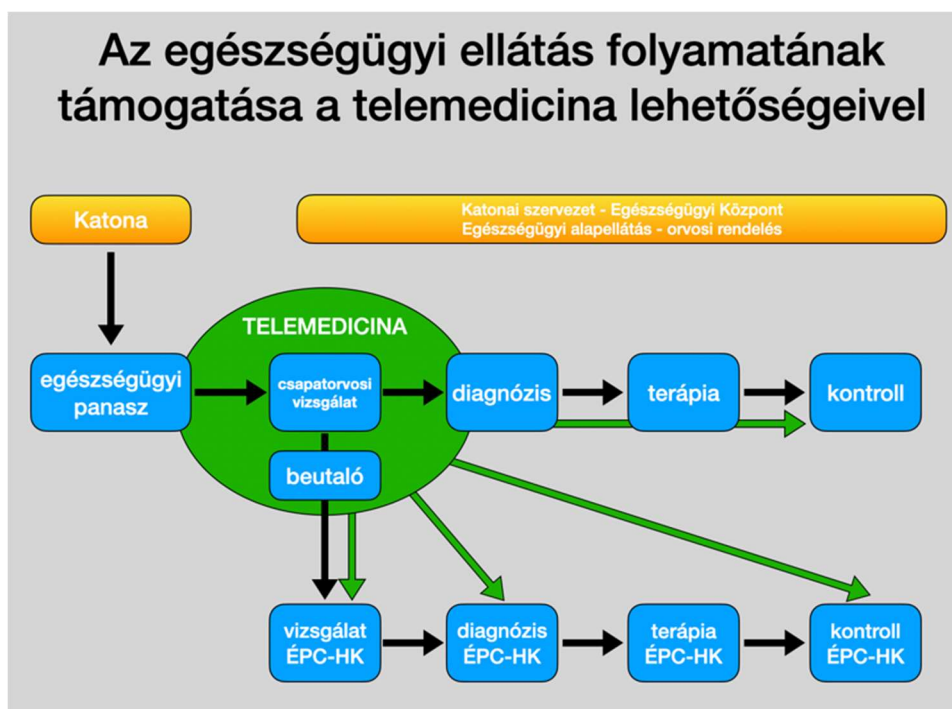 Az egészségügyi ellátás folyamatának
támogatása a telemedicina lehetőségeivel
Katona
Katonai szervezet - Egészségügyi Központ
Egészségügyi alapellátás - orvosi rendelés
TELEMEDICINA
egészségügyi
panasz
csapatorvosi
vizsgálat
diagnózis
terápia
kontroll
beutaló
vizsgálat
ÉPC-HK
diagnózis
ÉPC-HK
terápia
ÉPC-HK
kontroll
ÉPC-HK